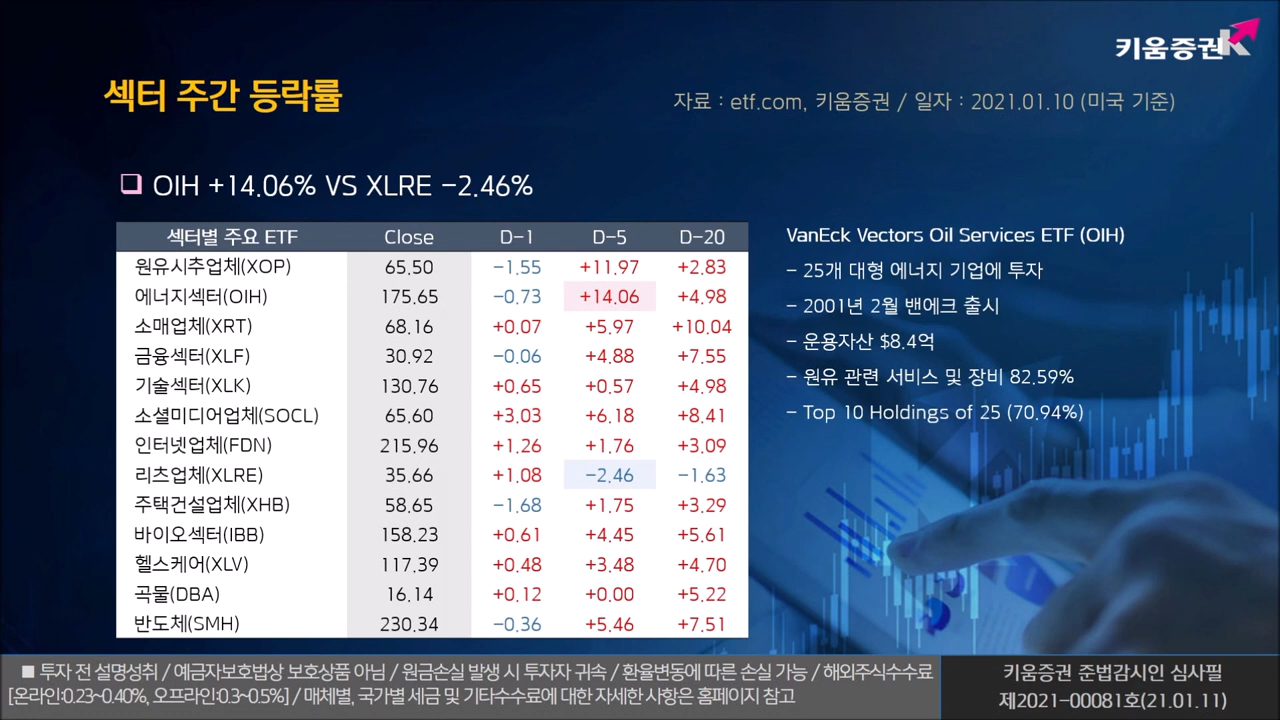 키움증권
섹터 주간 등락률
자료 : etf.com, 키움증권 / 일자 : 2021.01.10 (미국 기준)
❑ OIH +14.06% VS XLRE -2.46%
섹터별 주요 ETF Close D-1 D-5 D-20
원유시추업체(XOP) 65.50 -1.55 +11.97 +2.83
에너지섹터(OIH) 175.65 -0.73 +14.06 +4.98
소매업체(XRT) 68.16 +0.07 +5.97 +10.04
금융섹터(XLF) 30.92 -0.06 +4.88 +7.55
기술섹터(XLK) 130.76 +0.65 +0.57 +4.98
소셜미디어업체(SOCL) 65.60 +3.03 +6.18 +8.41
인터넷업체(FDN) 215.96 +1.26 +1.76 +3.09
리츠업체(XLRE) 35.66 +1.08 -2.46 -1.63
주택건설업체(XHB) 58.65 -1.68 +1.75 +3.29
바이오섹터(IBB) 158.23 +0.61 +4.45 +5.61
헬스케어(XLV) 117.39 +0.48 +3.48 +4.70
곡물(DBA) 16.14 +0.12 +0.00 +5.22
반도체(SMH) 230.34 -0.36 +5.46 +7.51
VanEck Vectors Oil Services ETF (OIH)
- 25개 대형 에너지 기업에 투자
- 2001년 2월 밴에크 출시
- 운용자산 $8.4억
- 원유 관련 서비스 및 장비 82.59%
- Top 10 Holdings of 25 (70.94%)
■ 투자 전 설명성취 / 예금자보호법상 보호상품 아님 / 원금손실 발생 시 투자자 귀속 / 환율변동에 따른 손실 가능 / 해외주식수수료
[온라인:0.23~0.40%, 오프라인:0.3~0.5%] / 매체별, 국가별 세금 및 기타수수료에 대한 자세한 사항은 홈페이지 참고
키움증권 준법감시인 심사필
제2021-00081호(21.01.11)